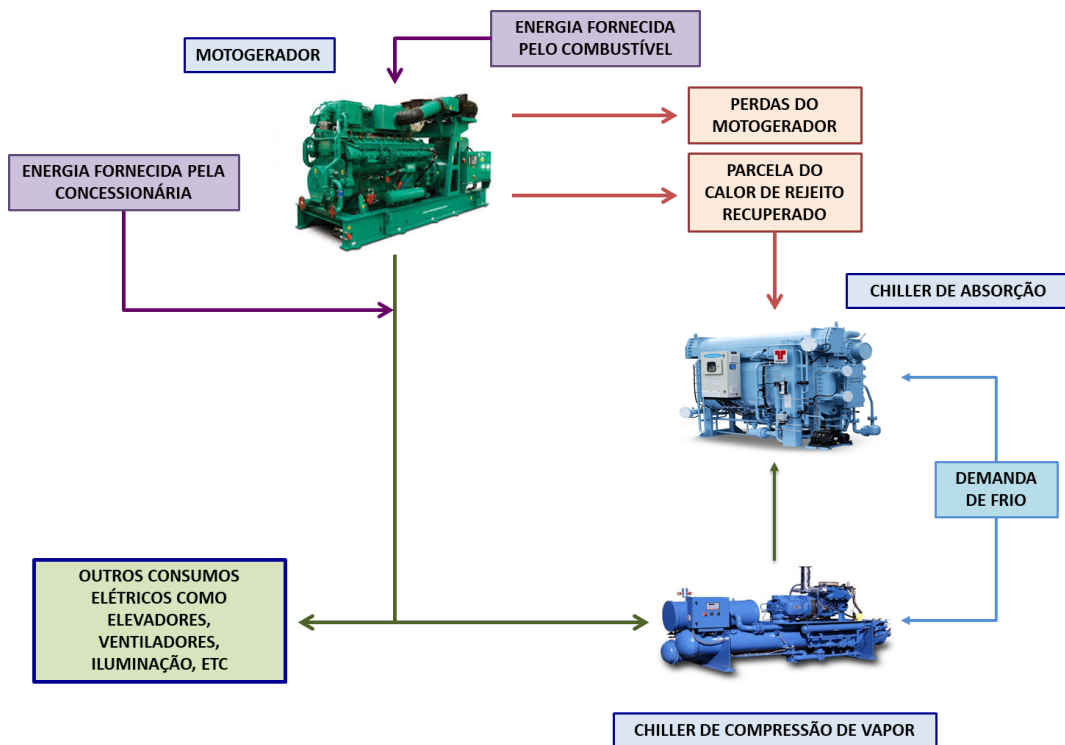 ENERGIA FORNECIDA
PELO COMBUSTÍVEL
MOTOGERADOR
PERDAS DO
MOTOGERADOR
ENERGIA FORNECIDA PELA
CONCESSIONÁRIA
PARCELA DO
CALOR DE REJEITO
RECUPERADO
CHILLER DE ABSORÇÃO
DEMANDA
DE FRIO
OUTROS CONSUMOS
ELÉTRICOS COMO
ELEVADORES,
VENTILADORES,
ILUMINAÇÃO, ETC
CHILLER DE COMPRESSÃO DE VAPOR